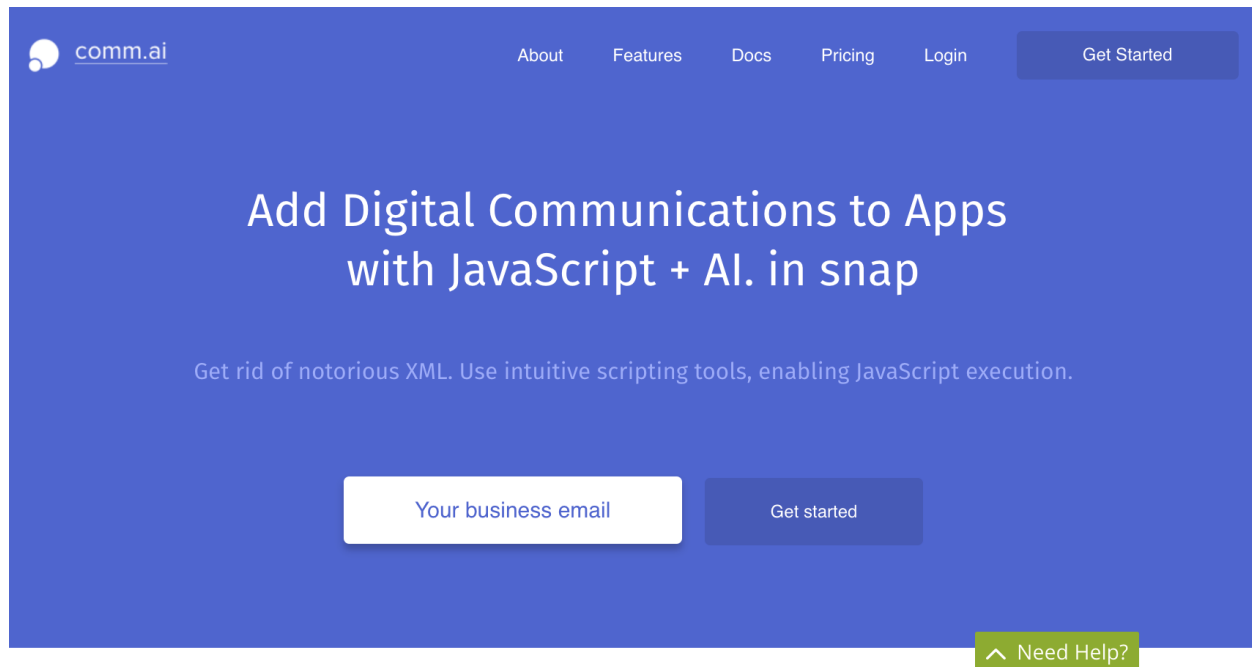 comm.ai
About Features Docs Pricing Login Get Started
Add Digital Communications to Apps
with JavaScript + AI. in snap
Get rid of notorious XML. Use intuitive scripting tools, enabling JavaScript execution.
Your business email Get started
Need Help?